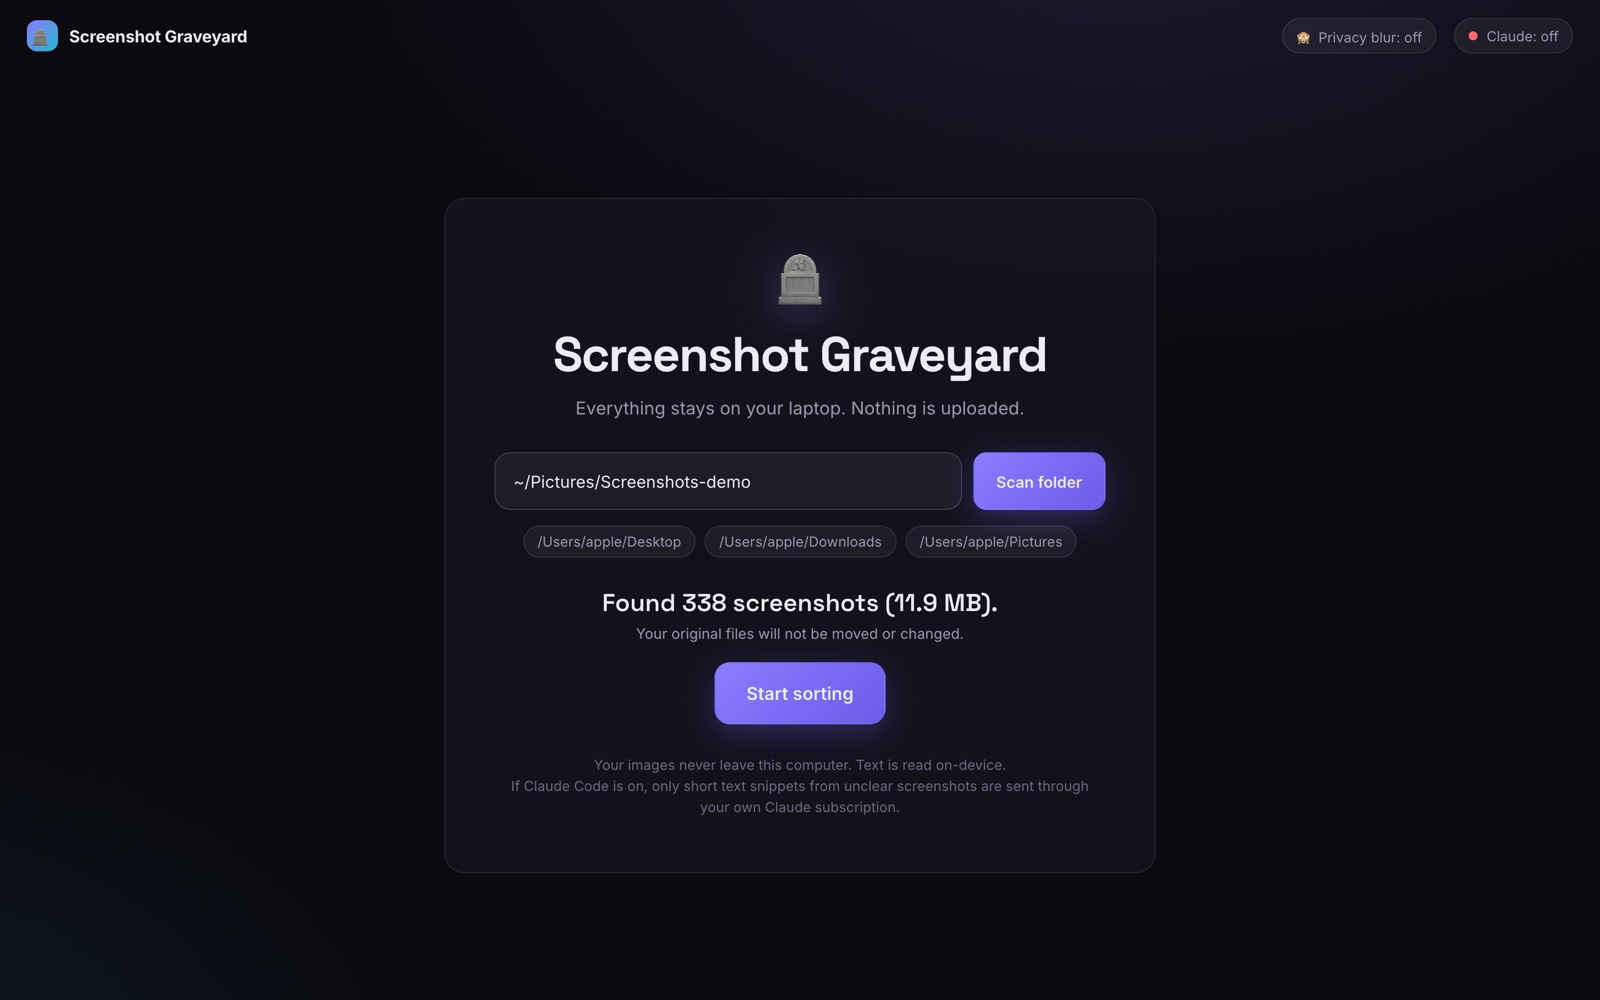 Screenshot Graveyard
Privacy blur: off
Claude: off
Screenshot Graveyard
Everything stays on your laptop. Nothing is uploaded.
~/Pictures/Screenshots-demo
Scan folder
/Users/apple/Desktop
/Users/apple/Downloads
/Users/apple/Pictures
Found 338 screenshots (11.9 MB).
Your original files will not be moved or changed.
Start sorting
Your images never leave this computer. Text is read on-device.
If Claude Code is on, only short text snippets from unclear screenshots are sent through
your own Claude subscription.